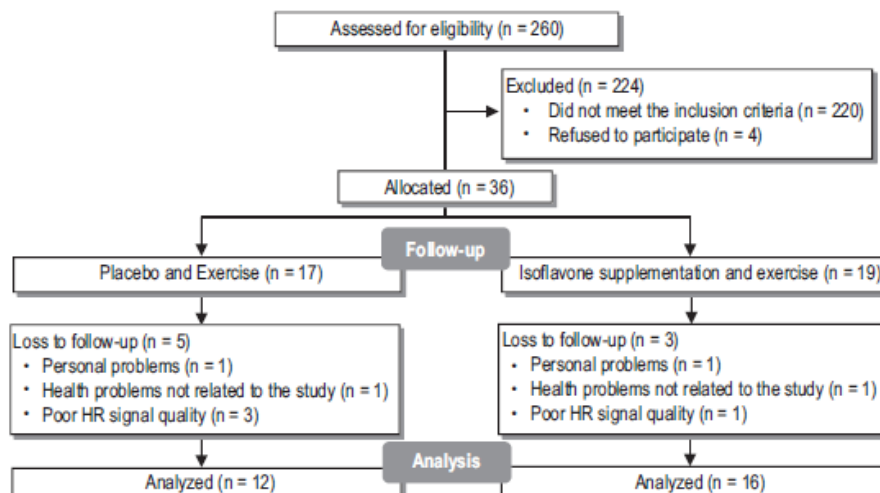 Assessed for eligibility (n = 260)
Excluded (n = 224)
• Did not meet the inclusion criteria (n = 220)
• Refused to participate (n = 4)
Allocated (n = 36)
Follow-up
Placebo and Exercise (n = 17)
Isoflavone supplementation and exercise (n = 19)
Loss to follow-up (n = 5)
• Personal problems (n = 1)
• Health problems not related to the study (n = 1)
• Poor HR signal quality (n = 3)
Loss to follow-up (n = 3)
• Personal problems (n = 1)
• Health problems not related to the study (n = 1)
• Poor HR signal quality (n = 1)
Analysis
Analyzed (n = 12)
Analyzed (n = 16)